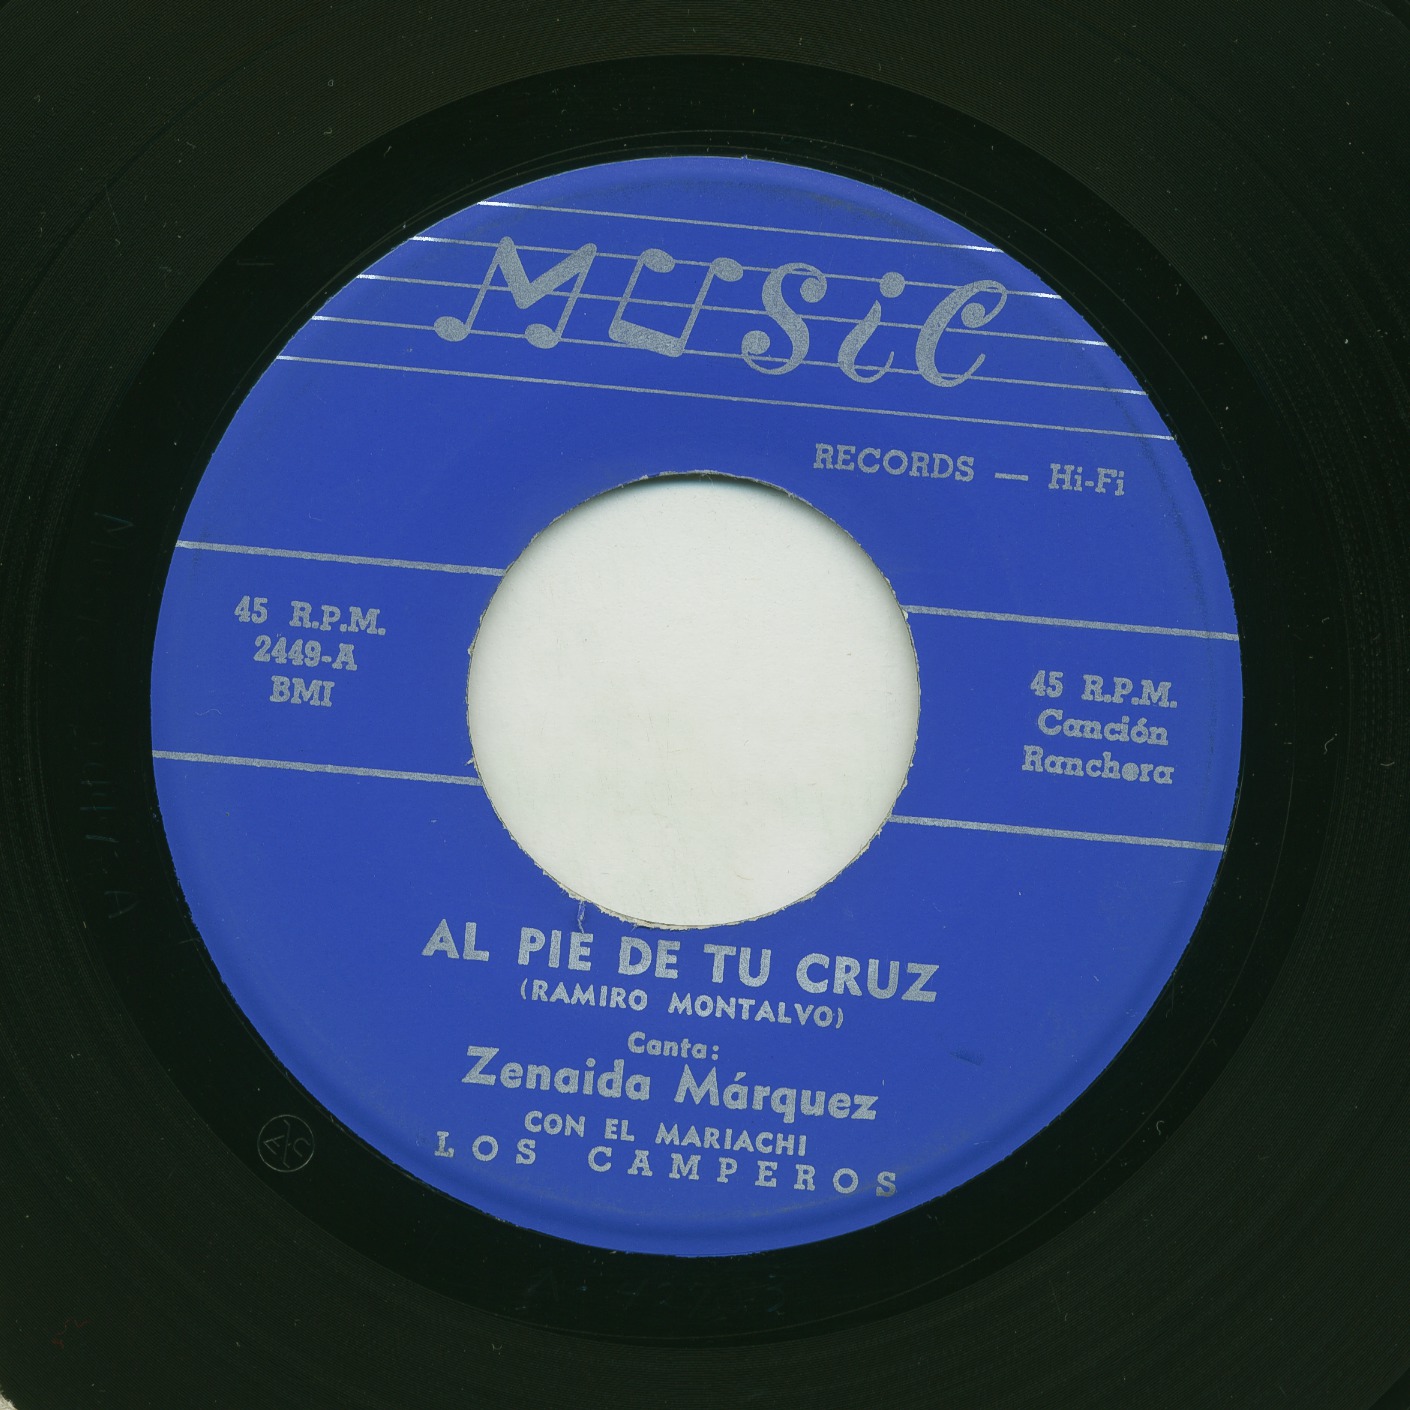 MUSiC
RECORDS — Hi-Fi
45 R.P.M.
2449-A
BMI
45 R.P.M.
Canción
Ranchera
AL PIE DE TU CRUZ
(RAMIRO MONTALVO)
Canta:
Zenaida Márquez
CON EL MARIACHI
LOS CAMPEROS